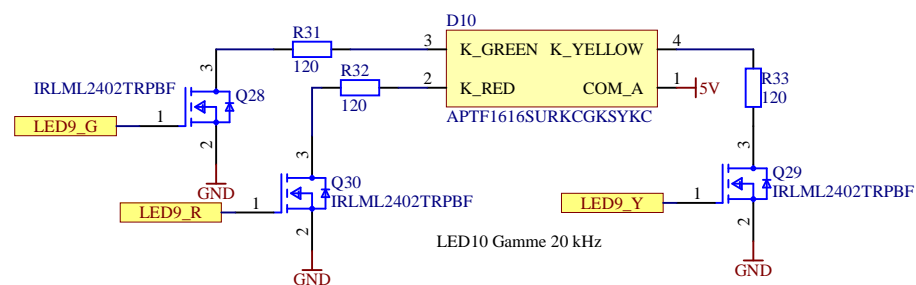 D10
R31
3
K_GREEN
K_YELLOW
4
120
R32
3
2
K_RED
COM_A
1
5V
R33
120
120
IRLML2402TRPBF
Q28
APTF1616SURKCGKSYKC
LED9_G
1
2
3
3
GND
Q30
Q29
IRLML2402TRPBF
IRLML2402TRPBF
LED9_R
1
LED9_Y
1
2
2
LED10 Gamme 20 kHz
GND
GND